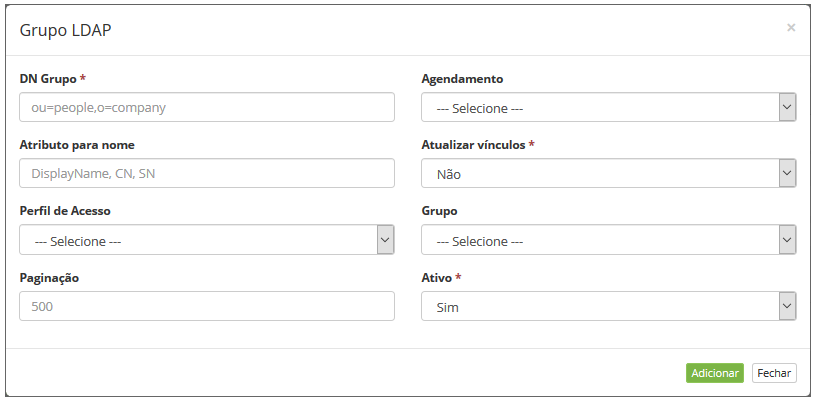 Grupo LDAP
×
DN Grupo *
ou=people,o=company
Agendamento
--- Selecione ---
Atributo para nome
DisplayName, CN, SN
Atualizar vínculos *
Não
Perfil de Acesso
--- Selecione ---
Grupo
--- Selecione ---
Paginação
500
Ativo *
Sim
Adicionar
Fechar